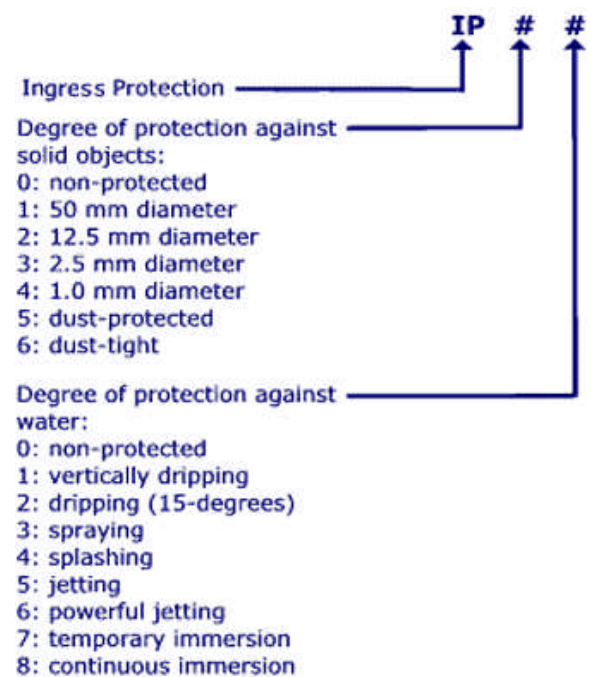 IP # #
Ingress Protection
Degree of protection against
solid objects:
0: non-protected
1: 50 mm diameter
2: 12.5 mm diameter
3: 2.5 mm diameter
4: 1.0 mm diameter
5: dust-protected
6: dust-tight
Degree of protection against
water:
0: non-protected
1: vertically dripping
2: dripping (15-degrees)
3: spraying
4: splashing
5: jetting
6: powerful jetting
7: temporary immersion
8: continuous immersion